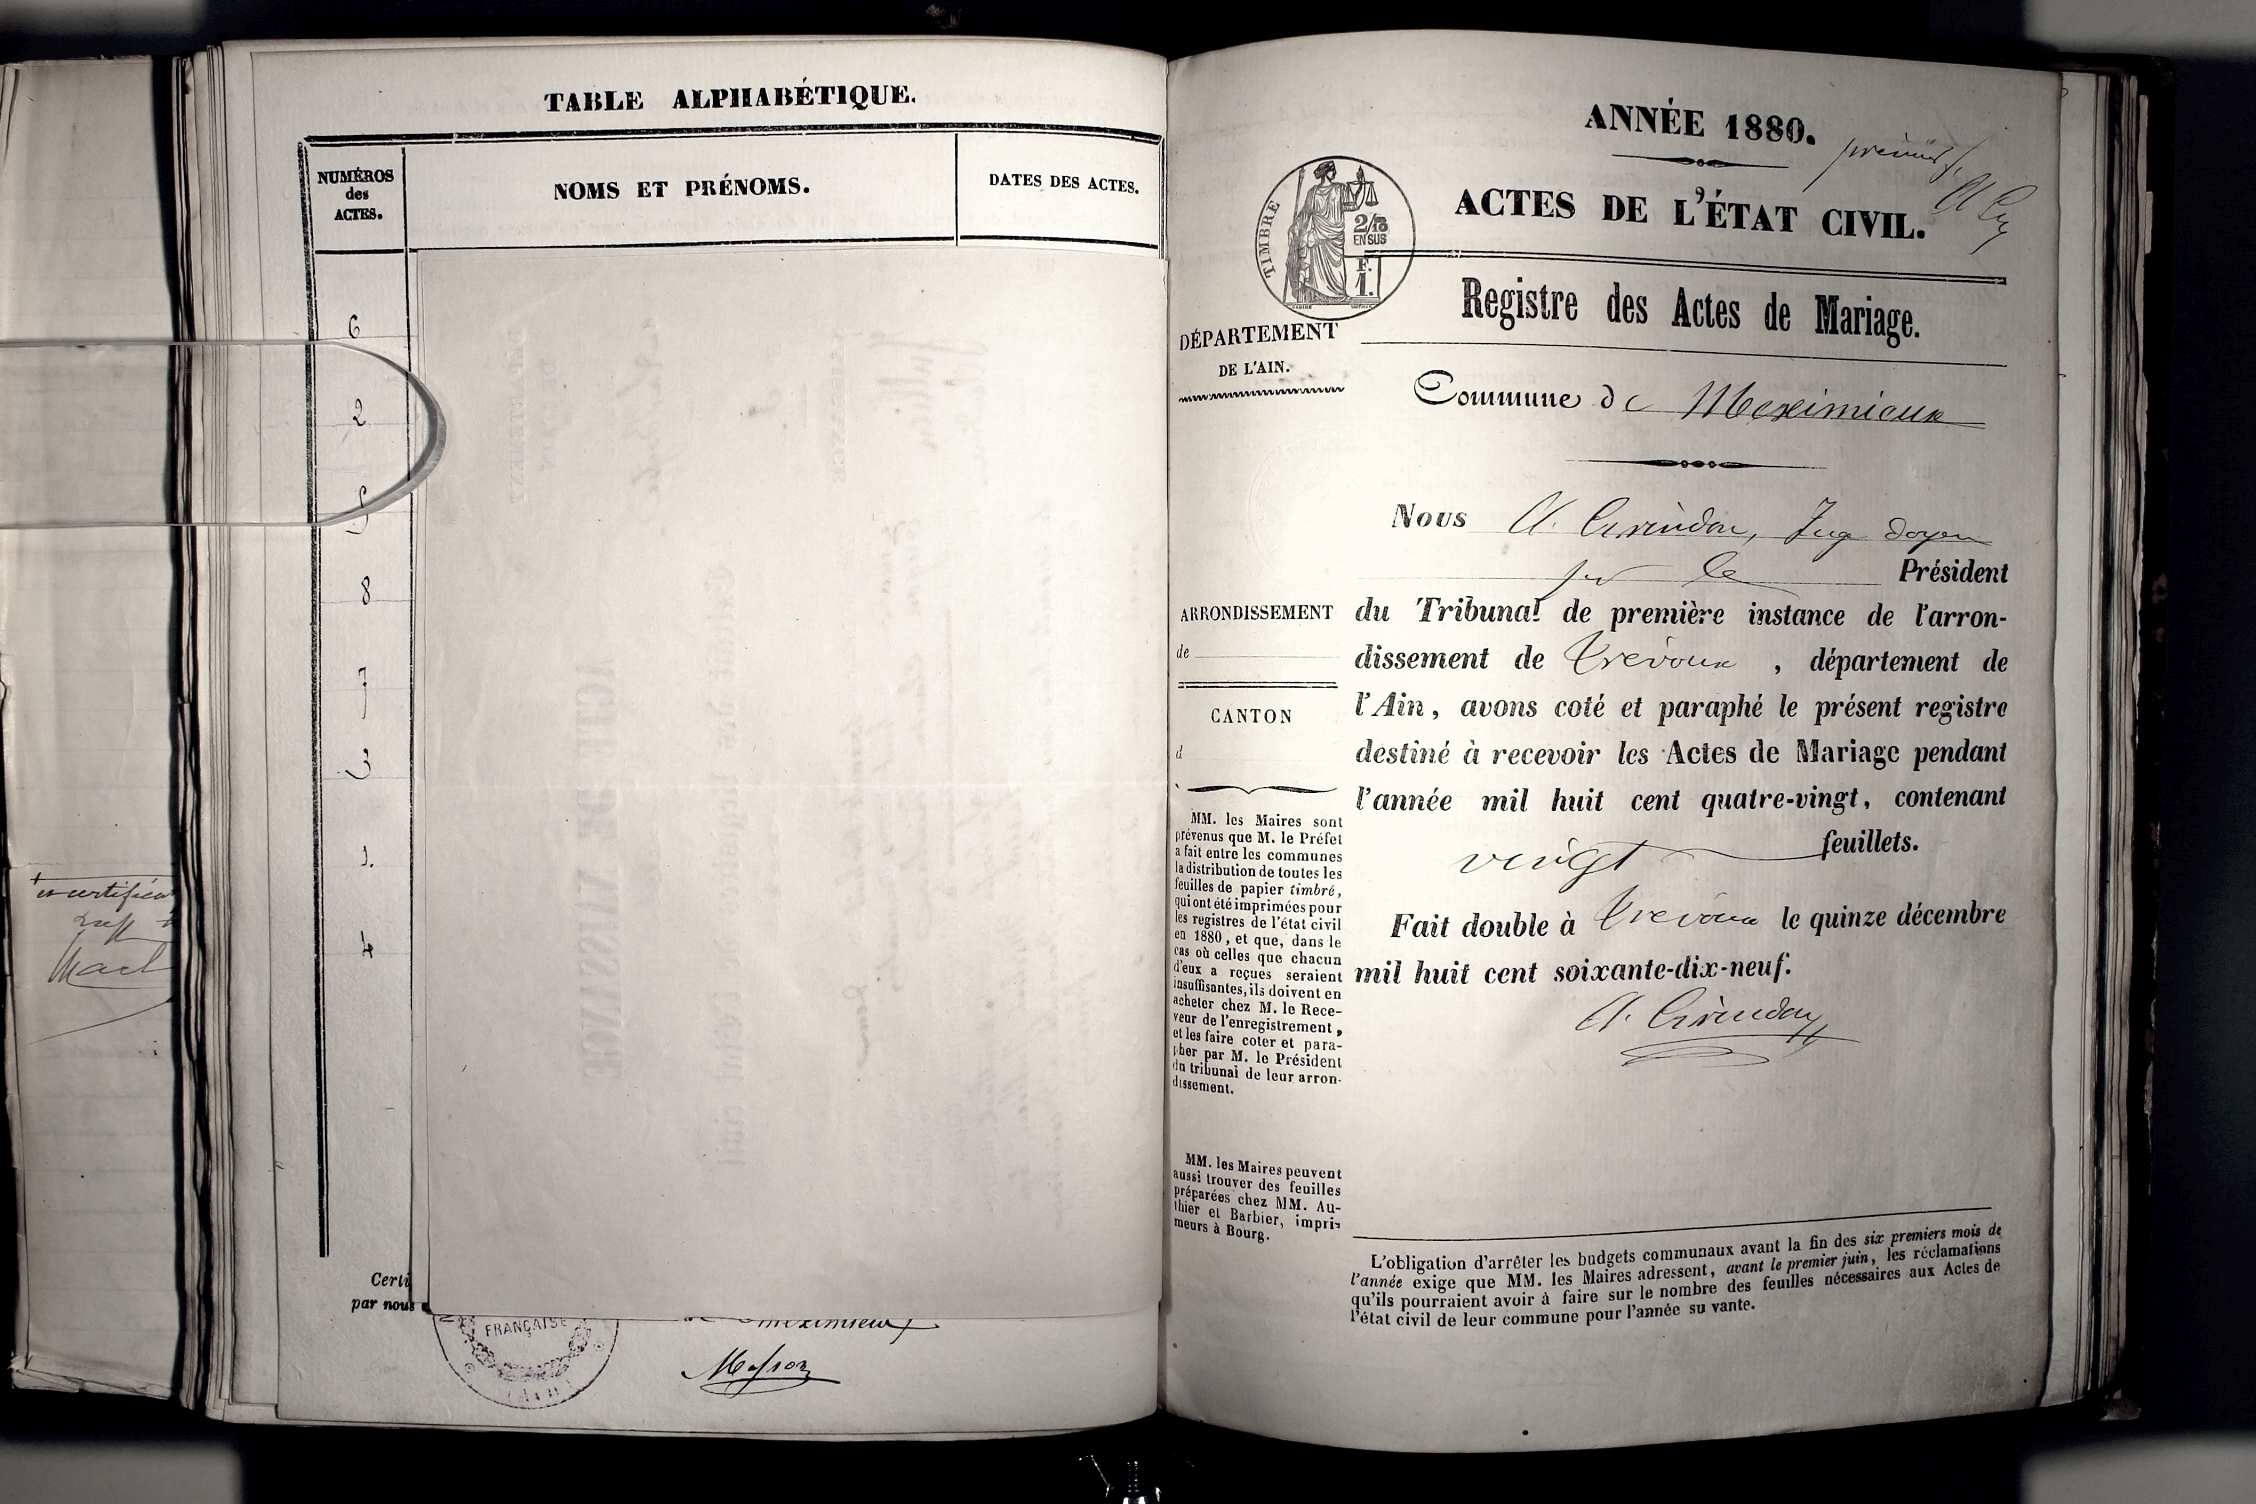 TABLE ALPHABÉTIQUE.
NUMÉROS
des
ACTES.
NOMS ET PRÉNOMS.
DATES DES ACTES.
6
2
5
8
7
3
1.
4
Certi
par nous
FRANÇAISE
Meximieux
Masson
et certifica
Mach
ANNÉE 1880.
premier f.
ACTES DE L'ÉTAT CIVIL.
TIMBRE
2/10
EN SUS
F.
1.
Registre des Actes de Mariage.
DÉPARTEMENT
DE L'AIN.
Commune de Meximieux
Nous A. Girindon, Juge doyen
le Président
ARRONDISSEMENT
de
CANTON
d
du Tribunal de première instance de l'arron-
dissement de Trévoux, département de
l'Ain, avons coté et paraphé le présent registre
destiné à recevoir les Actes de Mariage pendant
l'année mil huit cent quatre-vingt, contenant
vingt feuillets.
Fait double à Trévoux le quinze décembre
mil huit cent soixante-dix-neuf.
MM. les Maires sont
prévenus que M. le Préfet
a fait entre les communes
la distribution de toutes les
feuilles de papier timbré,
qui ont été imprimées pour
les registres de l'état civil
en 1880, et que, dans le
cas où celles que chacun
d'eux a reçues seraient
insuffisantes, ils doivent en
acheter chez M. le Rece-
veur de l'enregistrement,
et les faire coter et para-
pher par M. le Président
du tribunal de leur arron-
dissement.
MM. les Maires peuvent
aussi trouver des feuilles
préparées chez MM. Au-
thier et Barbier, impri-
meurs à Bourg.
L'obligation d'arrêter les budgets communaux avant la fin des six premiers mois de
l'année exige que MM. les Maires adressent, avant le premier juin, les réclamations
qu'ils pourraient avoir à faire sur le nombre des feuilles nécessaires aux Actes de
l'état civil de leur commune pour l'année su vante.